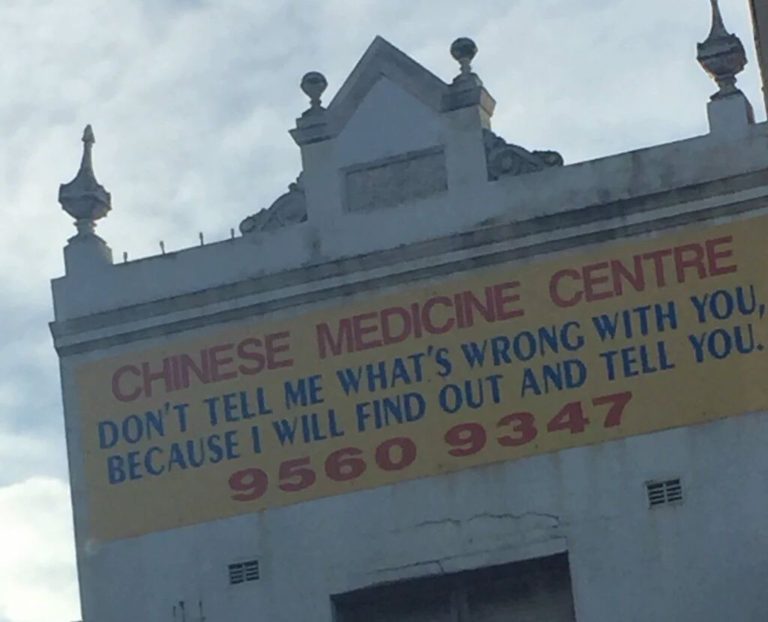 CHINESE MEDICINE CENTRE
DON'T TELL ME WHAT'S WRONG WITH YOU,
BECAUSE I WILL FIND OUT AND TELL YOU.
9560 9347